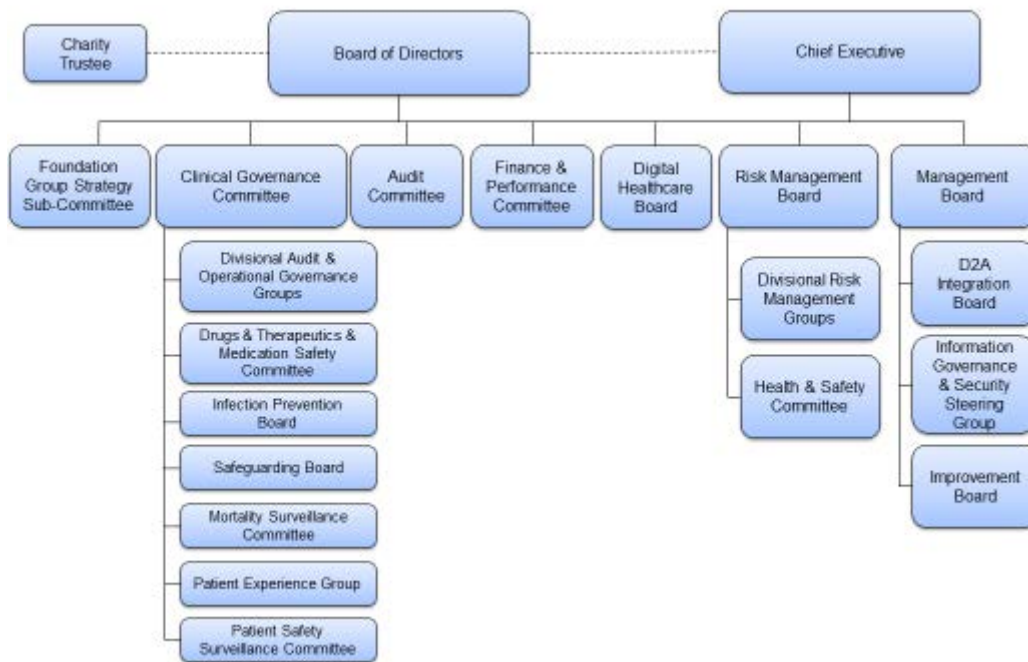 Charity
Trustee
Board of Directors
Chief Executive
Foundation
Group Strategy
Sub-Committee
Clinical Governance
Committee
Audit
Committee
Finance &
Performance
Committee
Digital
Healthcare
Board
Risk Management
Board
Management
Board
Divisional Audit &
Operational Governance
Groups
Drugs & Therapeutics &
Medication Safety
Committee
Infection Prevention
Board
Safeguarding Board
Mortality Surveillance
Committee
Patient Experience Group
Patient Safety
Surveillance Committee
Divisional Risk
Management
Groups
Health & Safety
Committee
D2A
Integration
Board
Information
Governance
& Security
Steering
Group
Improvement
Board